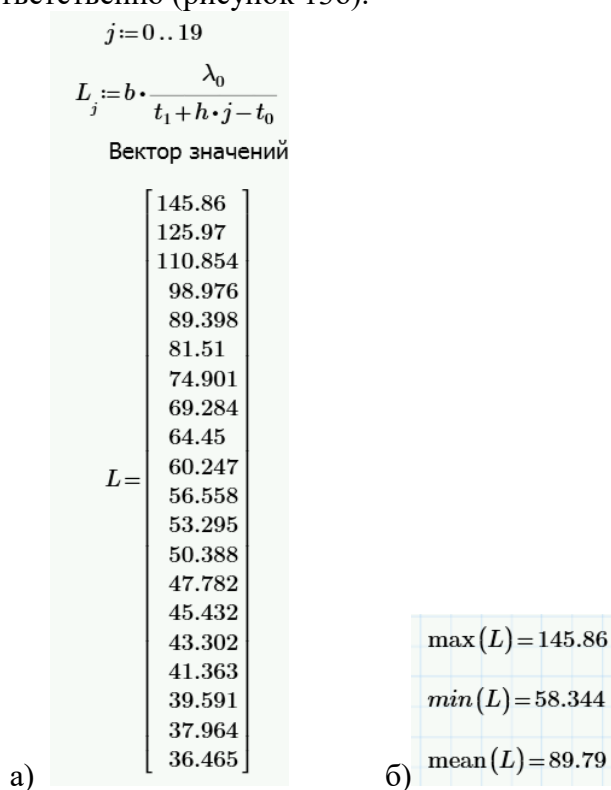 тветственно (рисунок 136).
j:=0..19
L_j:=b·λ_0/(t_1+h·j−t_0)
Вектор значений
L=
145.86
125.97
110.854
98.976
89.398
81.51
74.901
69.284
64.45
60.247
56.558
53.295
50.388
47.782
45.432
43.302
41.363
39.591
37.964
36.465
а)
max(L)=145.86
min(L)=58.344
mean(L)=89.79
б)